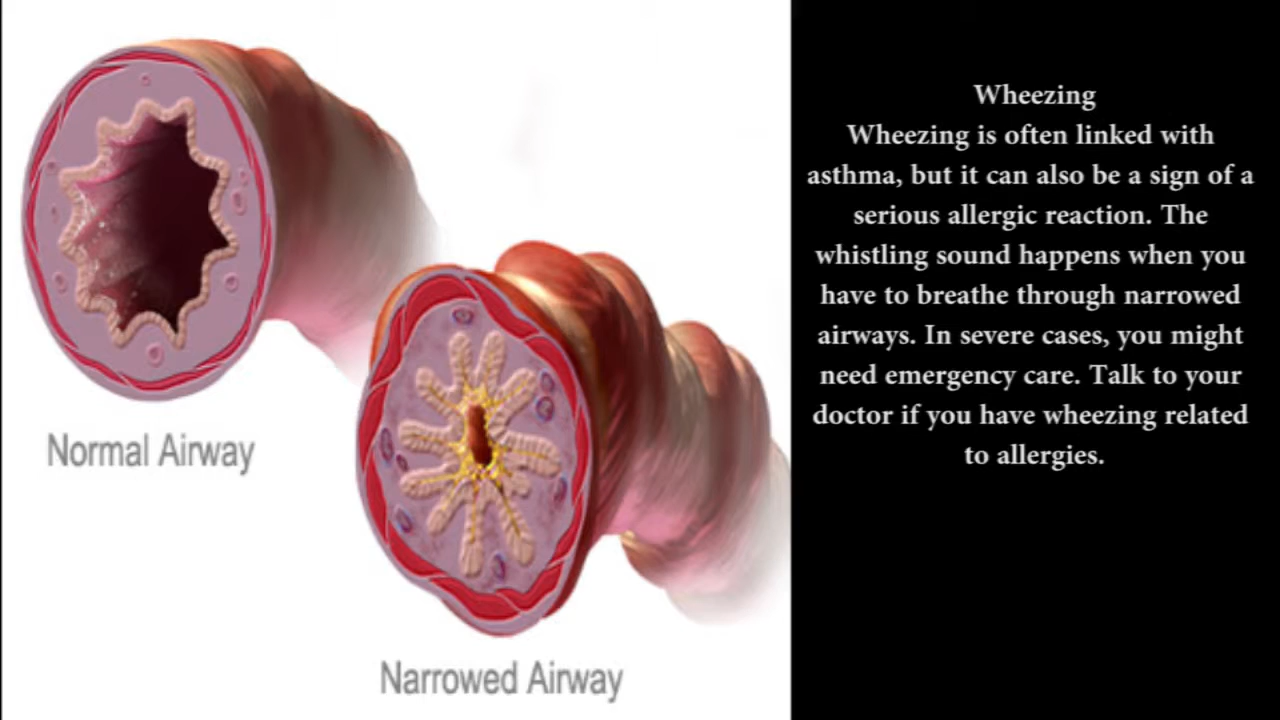 Normal Airway
Narrowed Airway
Wheezing
Wheezing is often linked with
asthma, but it can also be a sign of a
serious allergic reaction. The
whistling sound happens when you
have to breathe through narrowed
airways. In severe cases, you might
need emergency care. Talk to your
doctor if you have wheezing related
to allergies.